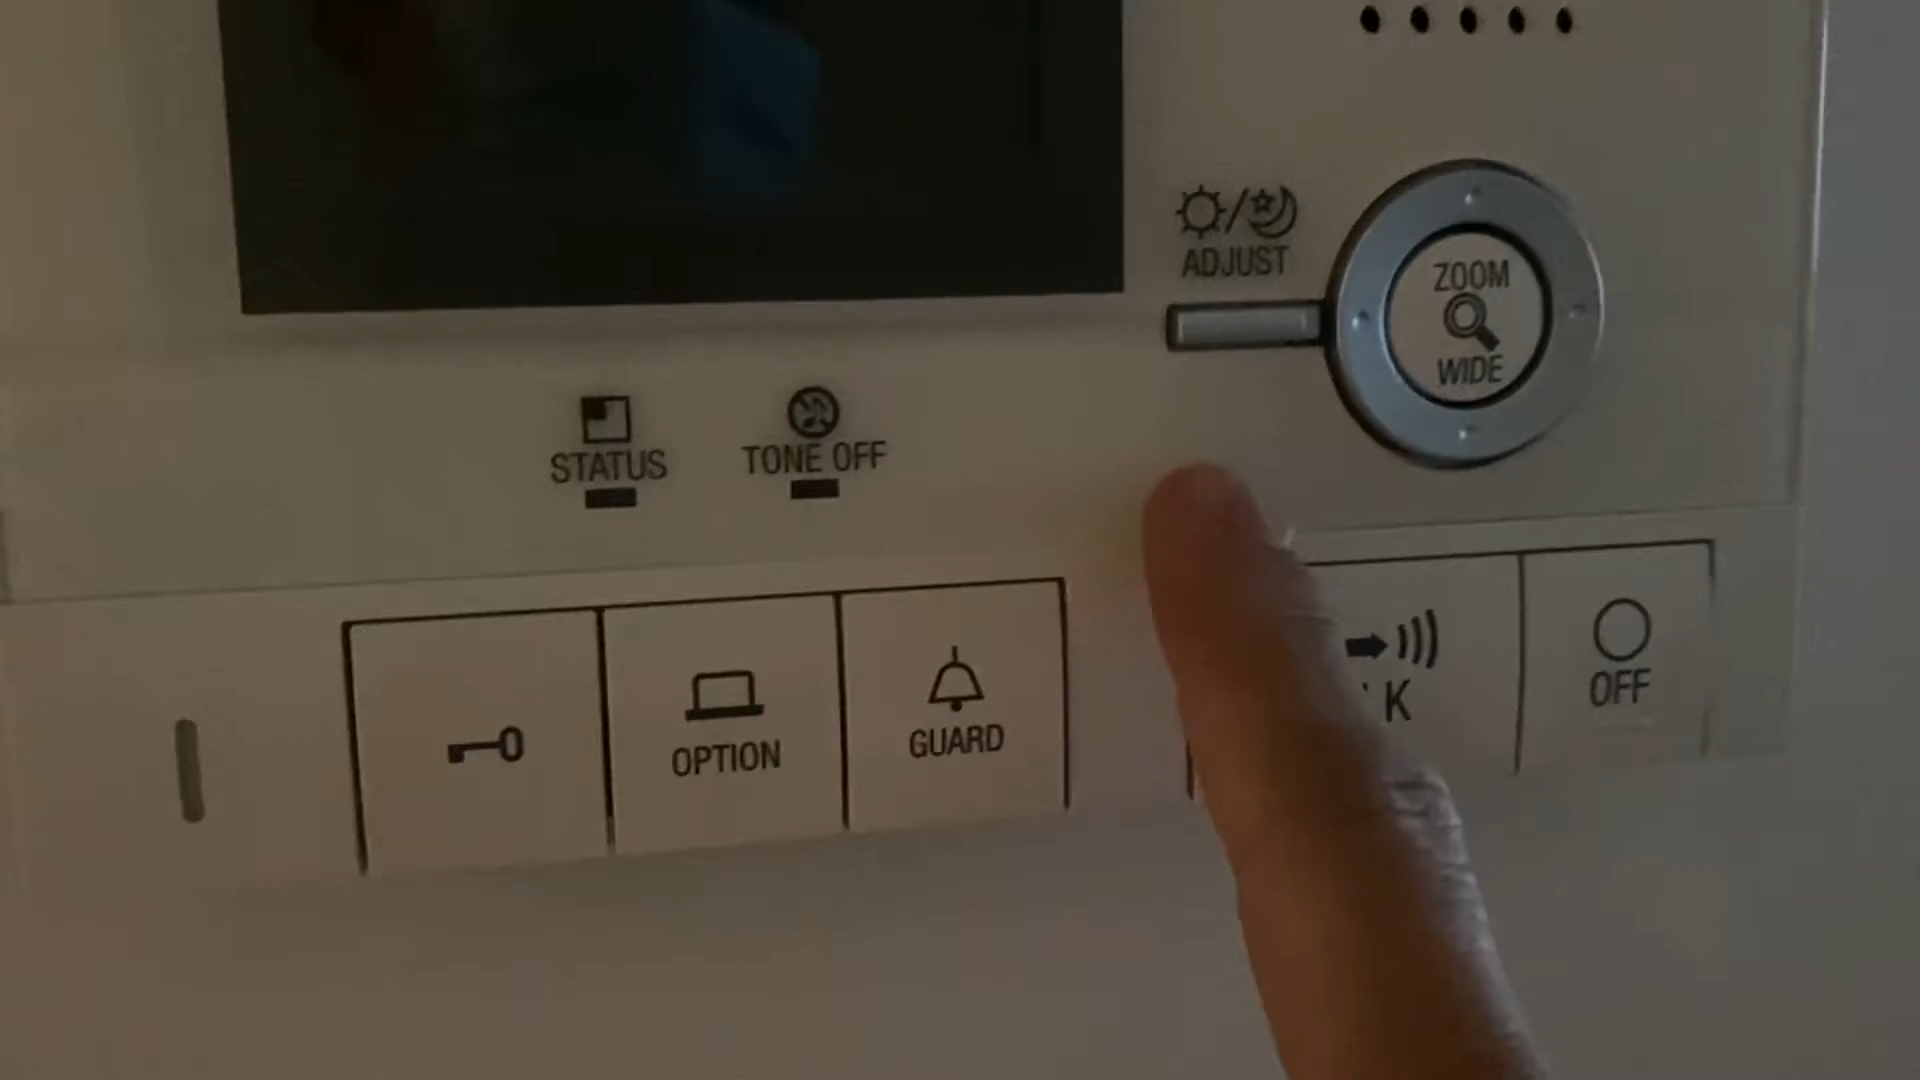 ADJUST
ZOOM
WIDE
STATUS
TONE OFF
OPTION
GUARD
OFF